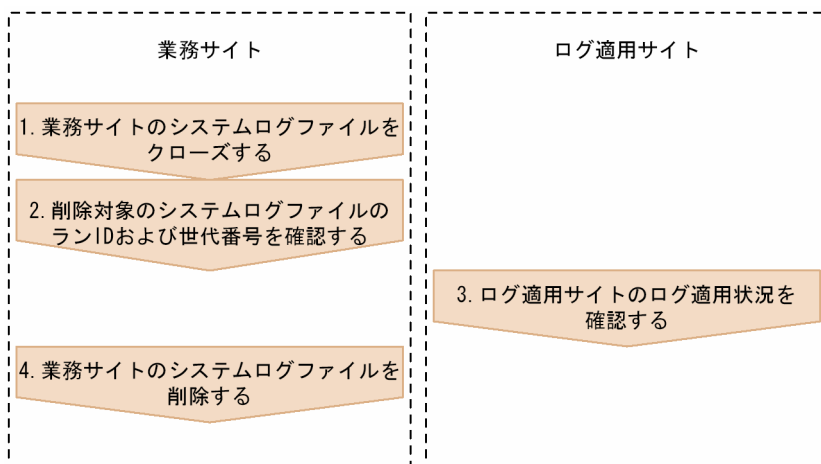 業務サイト
ログ適用サイト
1. 業務サイトのシステムログファイルを
クローズする
2. 削除対象のシステムログファイルの
ランIDおよび世代番号を確認する
3. ログ適用サイトのログ適用状況を
確認する
4. 業務サイトのシステムログファイルを
削除する